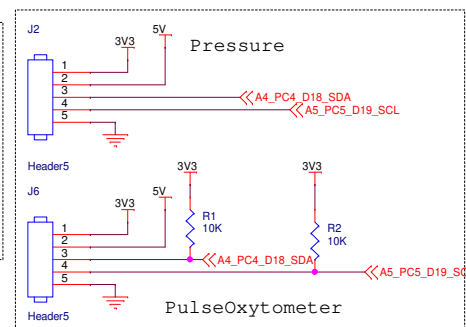 J2
5V
3V3
Pressure
1
2
3
A4_PC4_D18_SDA
4
A5_PC5_D19_SCL
5
Header5
J6
3V3
3V3
5V
3V3
R1
10K
R2
10K
1
2
3
A4_PC4_D18_SDA
4
A5_PC5_D19_SC
5
PulseOxytometer
Header5